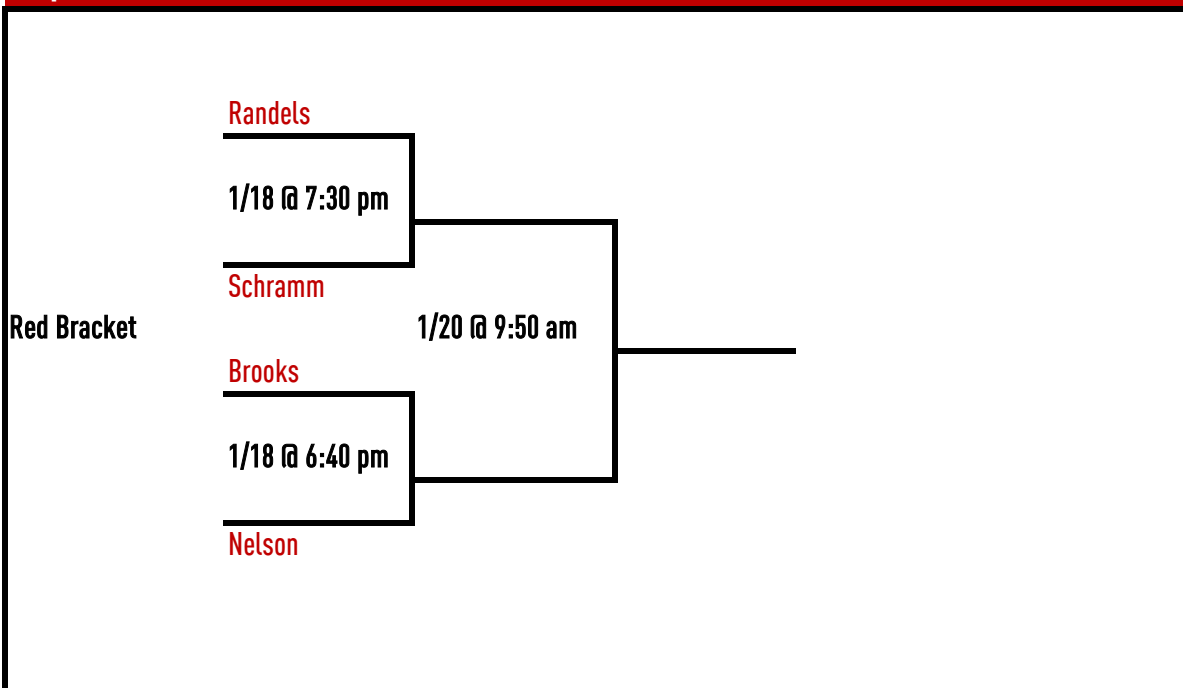 Randels
1/18 @ 7:30 pm
Schramm
Red Bracket
1/20 @ 9:50 am
Brooks
1/18 @ 6:40 pm
Nelson